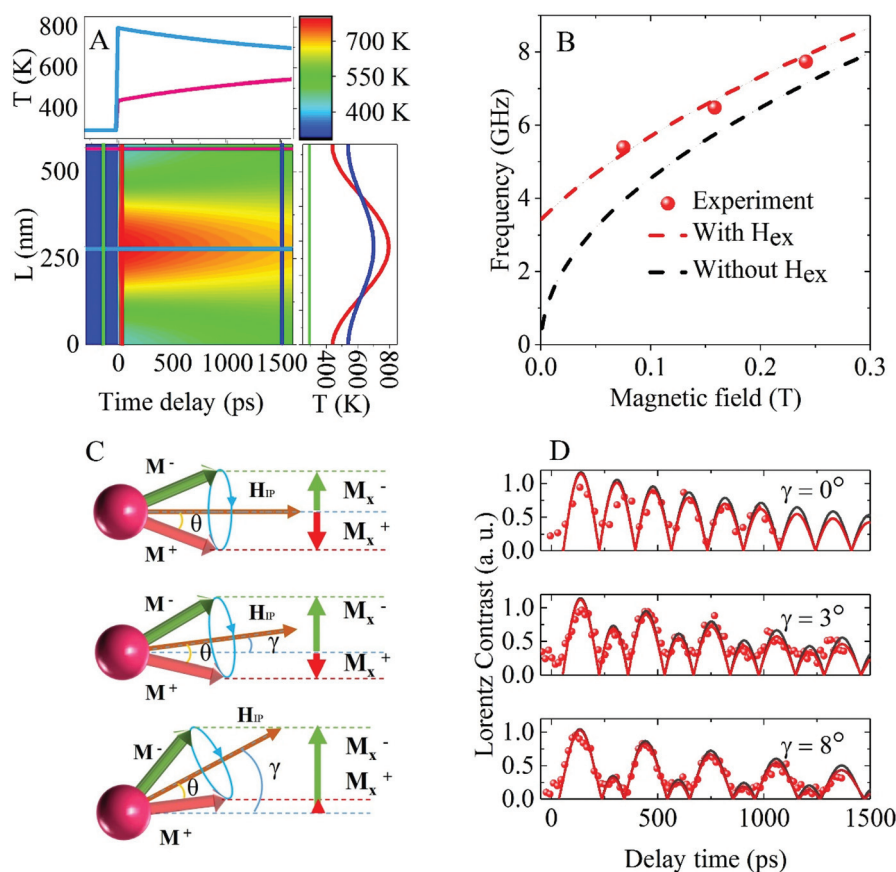 A
T (K)
800
600
400
700 K
600 K
400 K
L (nm)
500
250
0
0
500
1000
1500
Time delay (ps)
400
600
800
T (K)
B
Frequency (GHz)
8
6
4
2
0
Experiment
With Hex
Without Hex
0.0
0.1
0.2
0.3
Magnetic field (T)
C
M-
HIP
θ
M+
Mx-
Mx+
M-
HIP
θ
γ
M+
Mx-
Mx+
HIP
M-
θ
γ
M+
Mx-
Mx+
D
Lorentz Contrast (a. u.)
γ = 0°
1.0
0.5
0.0
γ = 3°
1.0
0.5
0.0
γ = 8°
1.0
0.5
0.0
0
500
1000
1500
Delay time (ps)